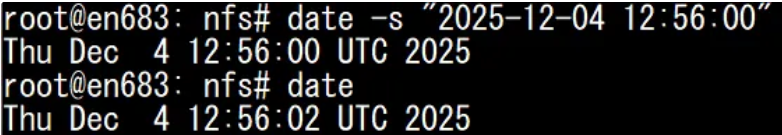 root@en683: nfs# date -s "2025-12-04 12:56:00"
Thu Dec  4 12:56:00 UTC 2025
root@en683: nfs# date
Thu Dec  4 12:56:02 UTC 2025